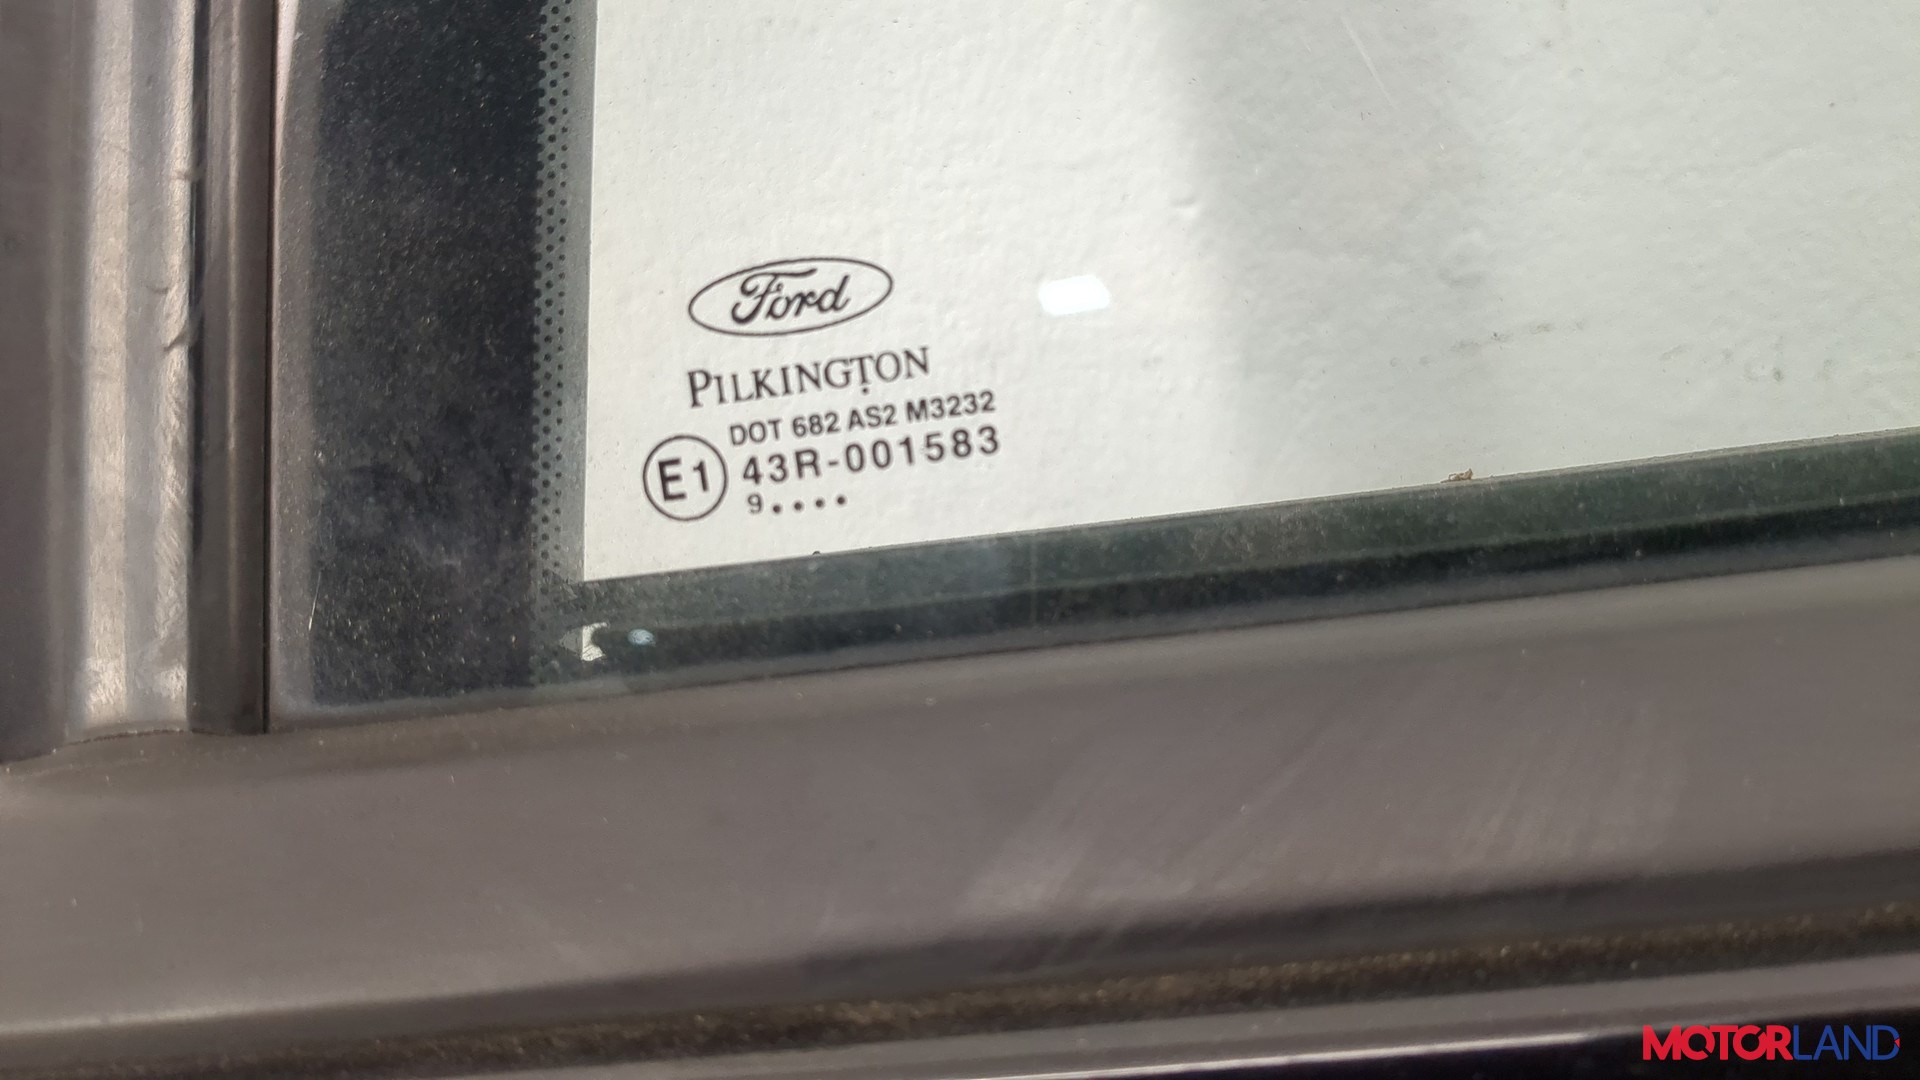 Ford
PILKINGTON
DOT 682 AS2 M3232
E1 43R-001583
9....
MOTORLAND